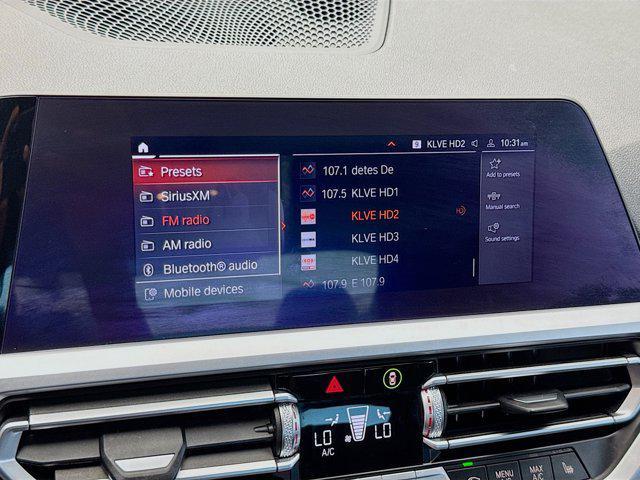 KLVE HD2 10:31am
Presets
SiriusXM
FM radio
AM radio
Bluetooth® audio
Mobile devices
107.1 detes De
107.5 KLVE HD1
KLVE HD2
KLVE HD3
KLVE HD4
107.9 E 107.9
Add to presets
Manual search
Sound settings
LO LO
A/C
MENU
MAX
A/C